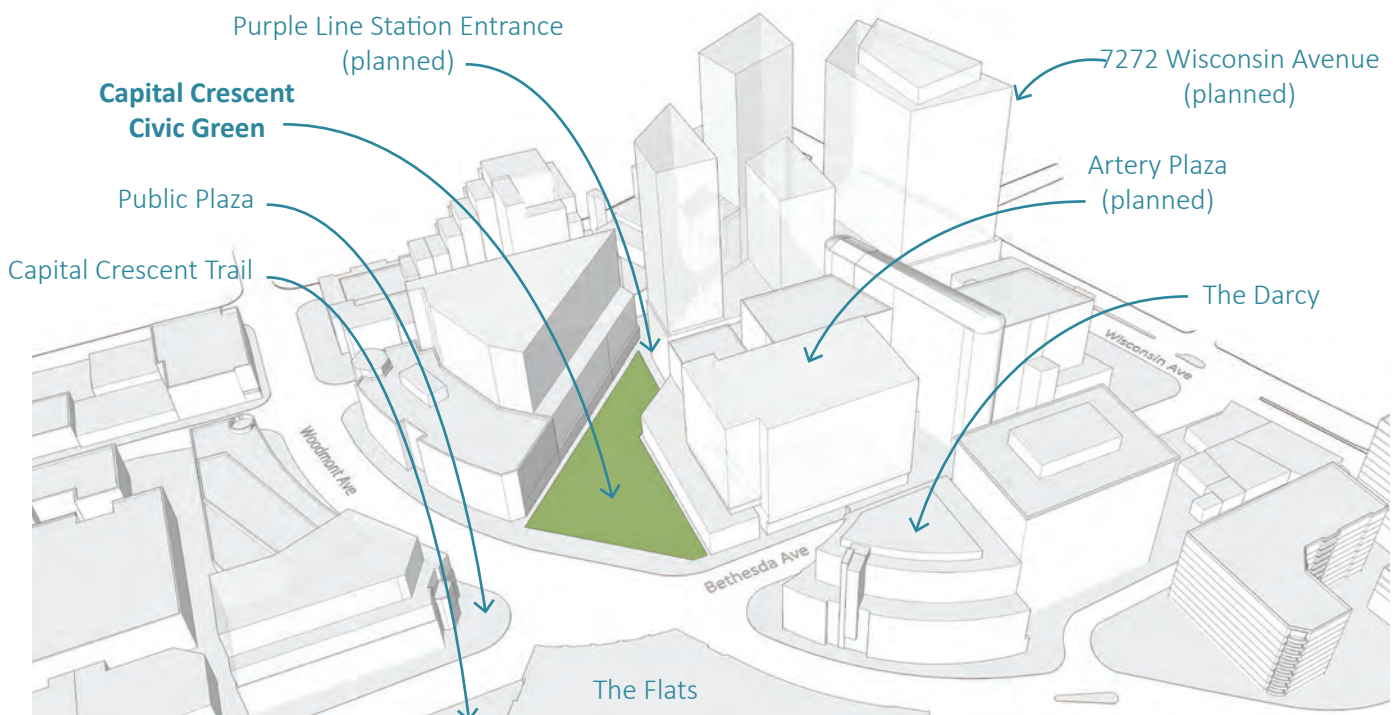 Purple Line Station Entrance
(planned)
7272 Wisconsin Avenue
(planned)
Capital Crescent
Civic Green
Artery Plaza
(planned)
Public Plaza
Capital Crescent Trail
The Darcy
Wisconsin Ave
Woodmont Ave
Bethesda Ave
The Flats